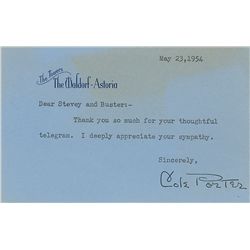 May 23,1954
The Towers
The Waldorf-Astoria
Dear Stevey and Buster:-
Thank you so much for your thoughtful
telegram. I deeply appreciate your sympathy.
Sincerely,
Cole Porter